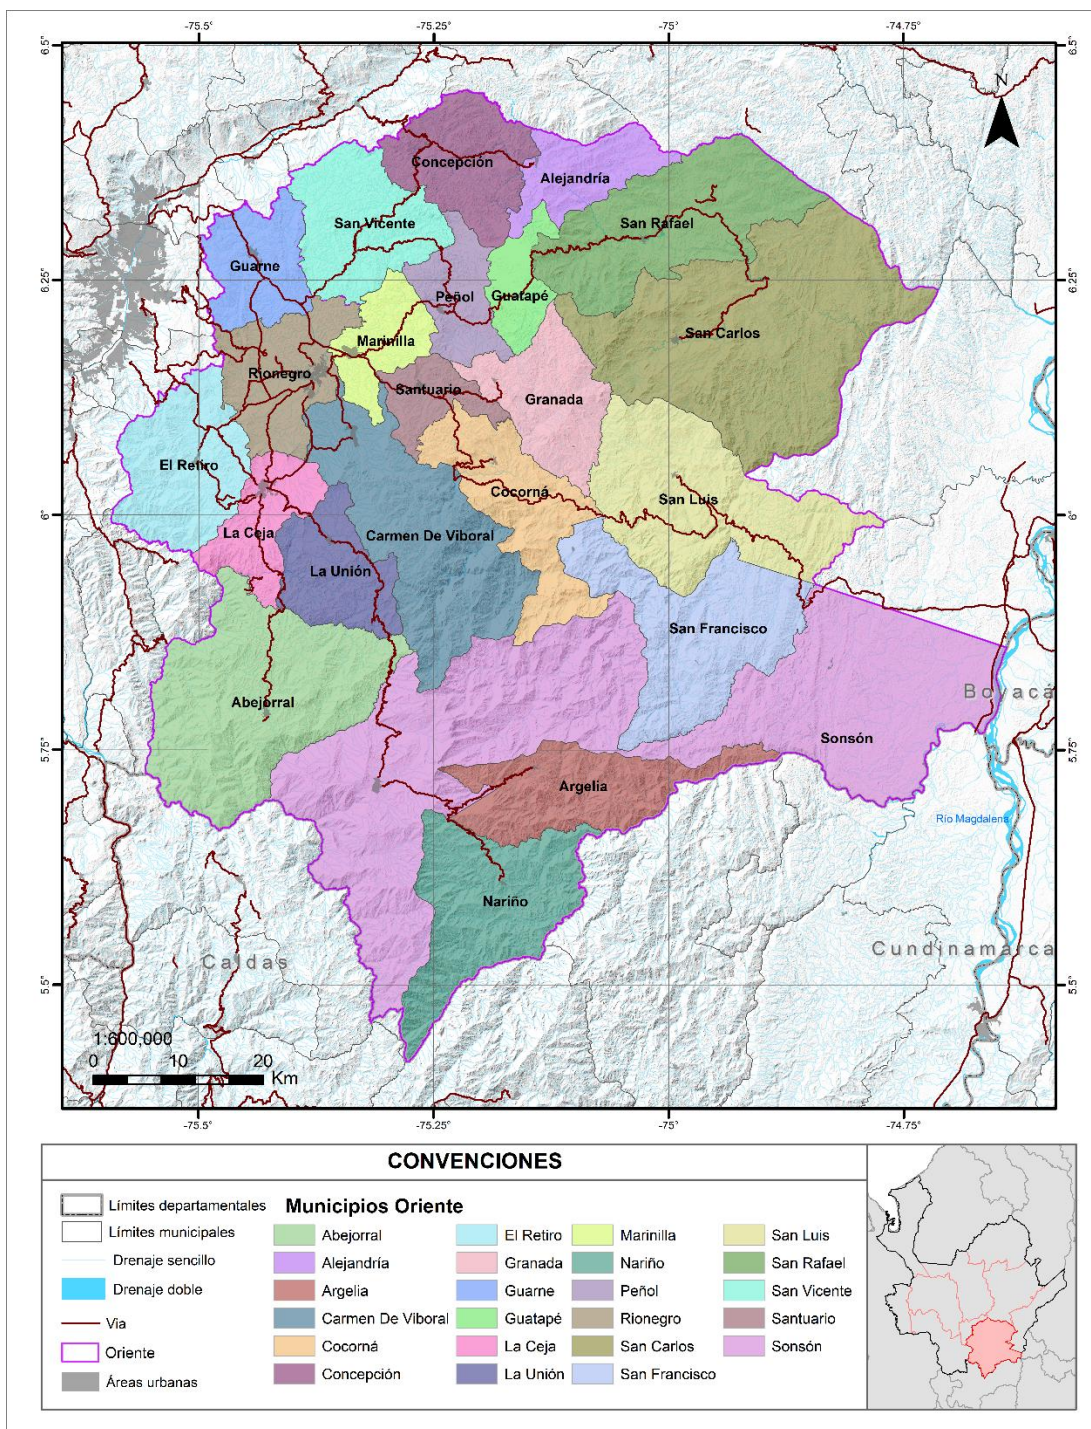 -75.5°
-75.25°
-75°
-74.75°
6.5°
6.5°
N
Concepción
Alejandría
San Vicente
San Rafael
Guarne
6.25°
6.25°
Peñol
Guatapé
San Carlos
Marinilla
Rionegro
Santuario
Granada
El Retiro
Cocorná
San Luis
6°
6°
La Ceja
Carmen De Viboral
La Unión
San Francisco
Boyacá
Abejorral
Sonsón
5.75°
5.75°
Argelia
Río Magdalena
Nariño
Cundinamarca
Caldas
5.5°
5.5°
1:600,000
0 10 20
Km
-75.5°
-75.25°
-75°
-74.75°
CONVENCIONES
Límites departamentales
Límites municipales
Drenaje sencillo
Drenaje doble
Via
Oriente
Áreas urbanas
Municipios Oriente
Abejorral
Alejandría
Argelia
Carmen De Viboral
Cocorná
Concepción
El Retiro
Granada
Guarne
Guatapé
La Ceja
La Unión
Marinilla
Nariño
Peñol
Rionegro
San Carlos
San Francisco
San Luis
San Rafael
San Vicente
Santuario
Sonsón